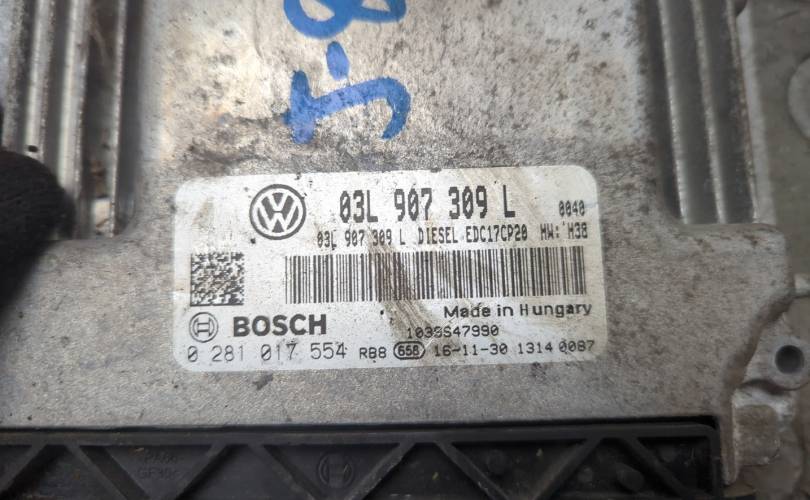 J-8
03L 907 309 L 0040
03L 907 309 L DIESEL EDC17CP20 HW: H38
Made in Hungary
BOSCH 1039S47990
0 281 017 554 RB8 658 16-11-30 1314 0087